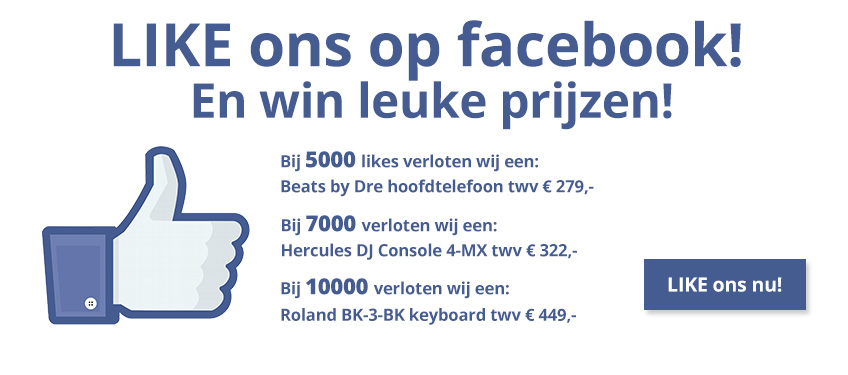 LIKE ons op facebook!
En win leuke prijzen!
Bij 5000 likes verloten wij een:
Beats by Dre hoofdtelefoon twv € 279,-
Bij 7000 verloten wij een:
Hercules DJ Console 4-MX twv € 322,-
Bij 10000 verloten wij een:
Roland BK-3-BK keyboard twv € 449,-
LIKE ons nu!